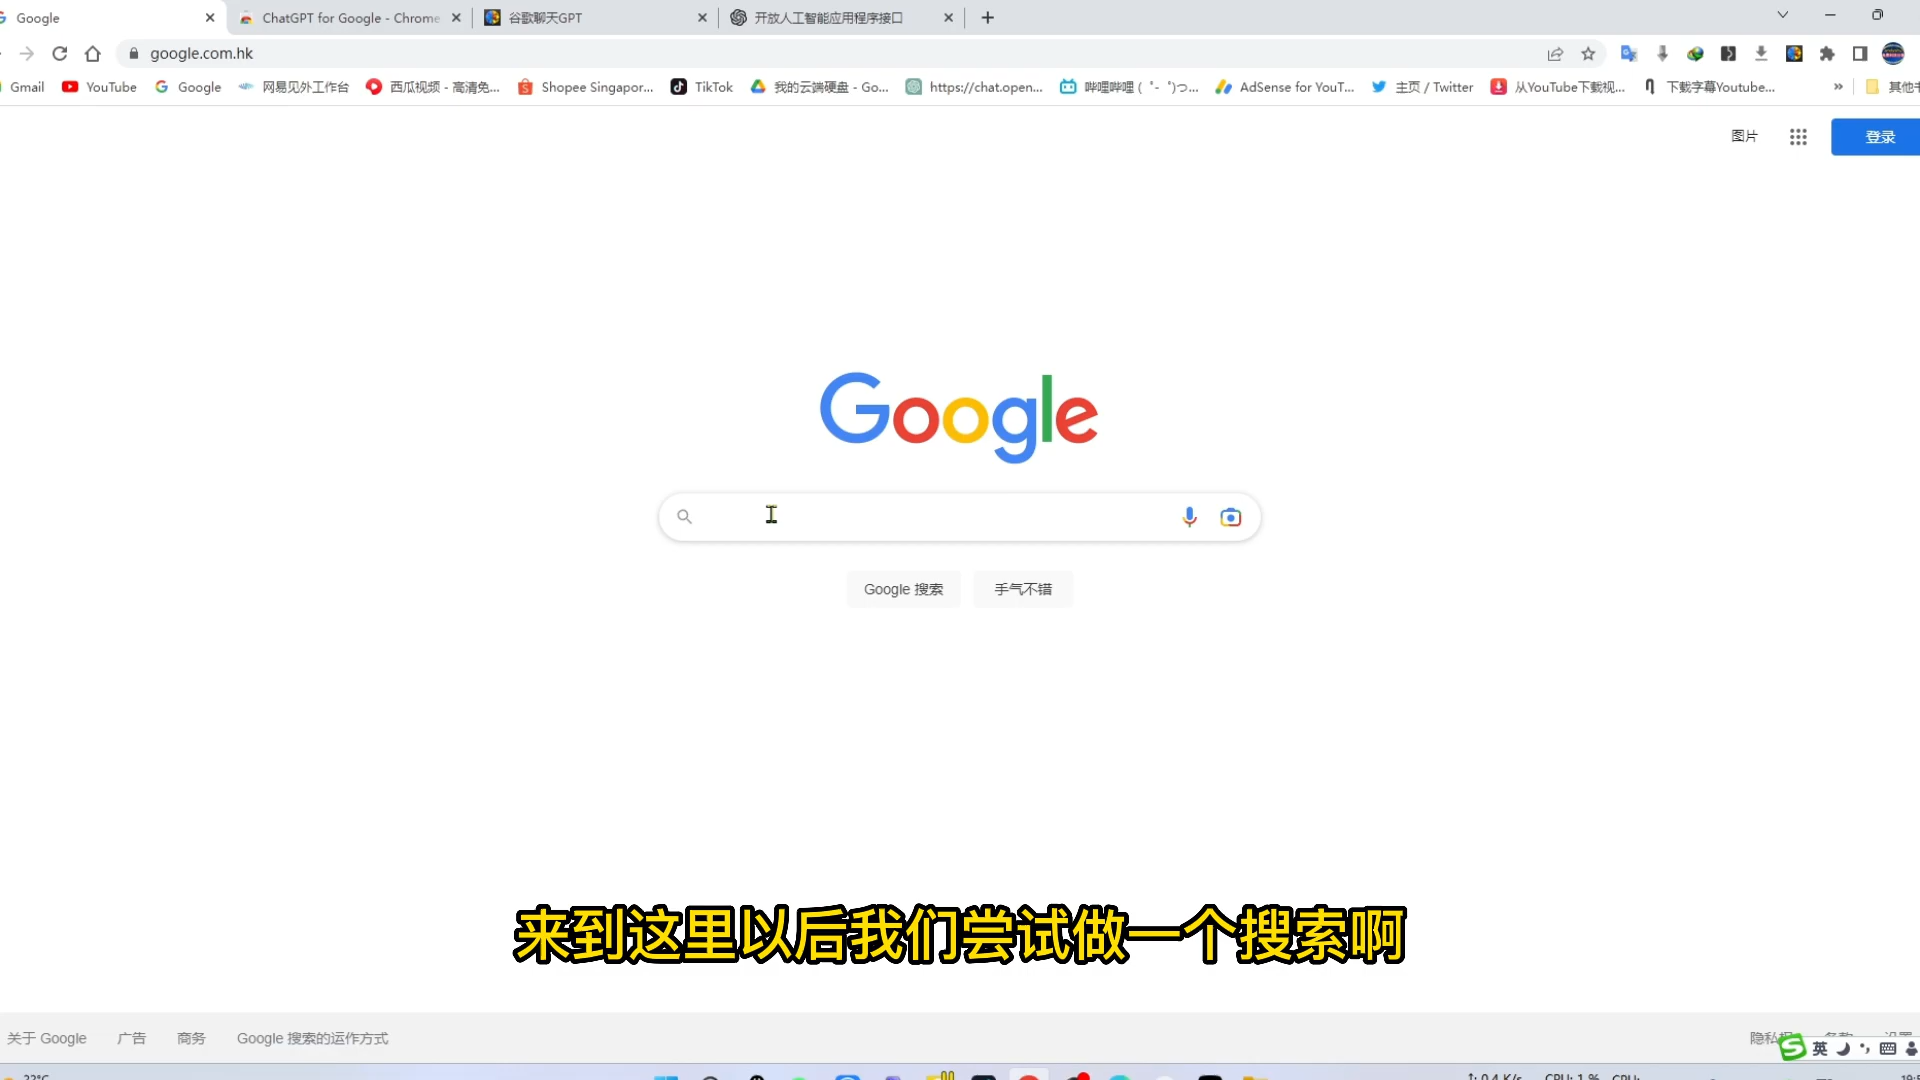 Google
ChatGPT for Google - Chrome
谷歌聊天GPT
开放人工智能应用程序接口
google.com.hk
Gmail
YouTube
Google
网易见外工作台
西瓜视频 - 高清免...
Shopee Singapor...
TikTok
我的云端硬盘 - Go...
https://chat.open...
哔哩哔哩 ( ゜- ゜)つ...
AdSense for YouT...
主页 / Twitter
从YouTube下载视...
下载字幕Youtube...
»
图片
登录
Google
Google 搜索
手气不错
来到这里以后我们尝试做一个搜索啊
关于 Google
广告
商务
Google 搜索的运作方式
英